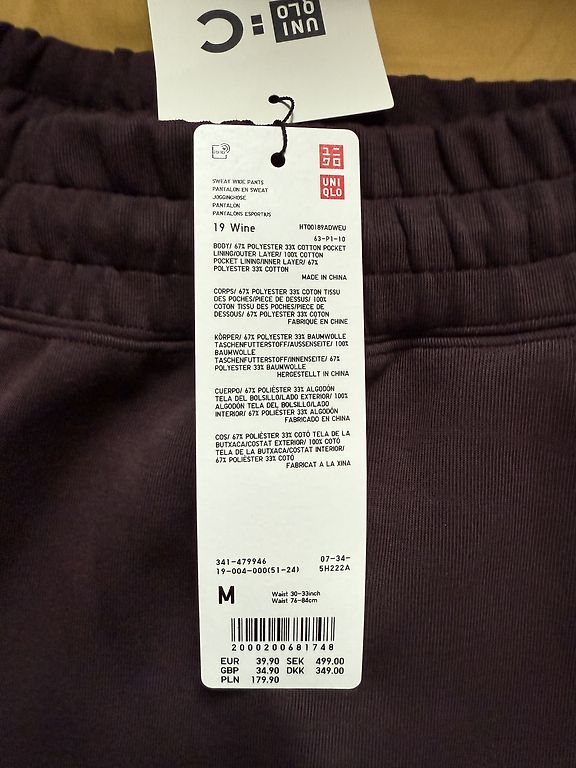 UNI
QLO
:C
UNI
QLO
SWEAT WIDE PANTS
PANTALON EN SWEAT
JOGGINGHOSE
PANTALÓN
PANTALONS ESPORTIUS
19 Wine HT00189ADWEU
63-P1-10
BODY/ 67% POLYESTER 33% COTTON POCKET
LINING/OUTER LAYER/ 100% COTTON
POCKET LINING/INNER LAYER/ 67%
POLYESTER 33% COTTON
MADE IN CHINA
CORPS/ 67% POLYESTER 33% COTON TISSU
DES POCHES/PIECE DE DESSUS/ 100%
COTON TISSU DES POCHES/PIECE DE
DESSOUS/ 67% POLYESTER 33% COTON
FABRIQUÉ EN CHINE
KÖRPER/ 67% POLYESTER 33% BAUMWOLLE
TASCHENFUTTERSTOFF/AUSSENSEITE/ 100%
BAUMWOLLE
TASCHENFUTTERSTOFF/INNENSEITE/ 67%
POLYESTER 33% BAUMWOLLE
HERGESTELLT IN CHINA
CUERPO/ 67% POLIÉSTER 33% ALGODÓN
TELA DEL BOLSILLO/LADO EXTERIOR/ 100%
ALGODÓN TELA DEL BOLSILLO/LADO
INTERIOR/ 67% POLIÉSTER 33% ALGODÓN
FABRICADO EN CHINA
COS/ 67% POLIÈSTER 33% COTÓ TELA DE LA
BUTXACA/COSTAT EXTERIOR/ 100% COTÓ
TELA DE LA BUTXACA/COSTAT INTERIOR/
67% POLIÈSTER 33% COTÓ
FABRICAT A LA XINA
341-479946 07-34-
19-004-000(51-24) 5H222A
M Waist 30-33inch
Waist 76-84cm
2000200681748
EUR 39.90 SEK 499.00
GBP 34.90 DKK 349.00
PLN 179.90